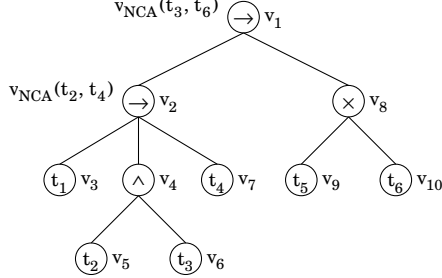 v_NCA(t_3, t_6) → v_1
v_NCA(t_2, t_4) → v_2 × v_8
t_1 v_3 ∧ v_4 t_4 v_7 t_5 v_9 t_6 v_10
t_2 v_5 t_3 v_6